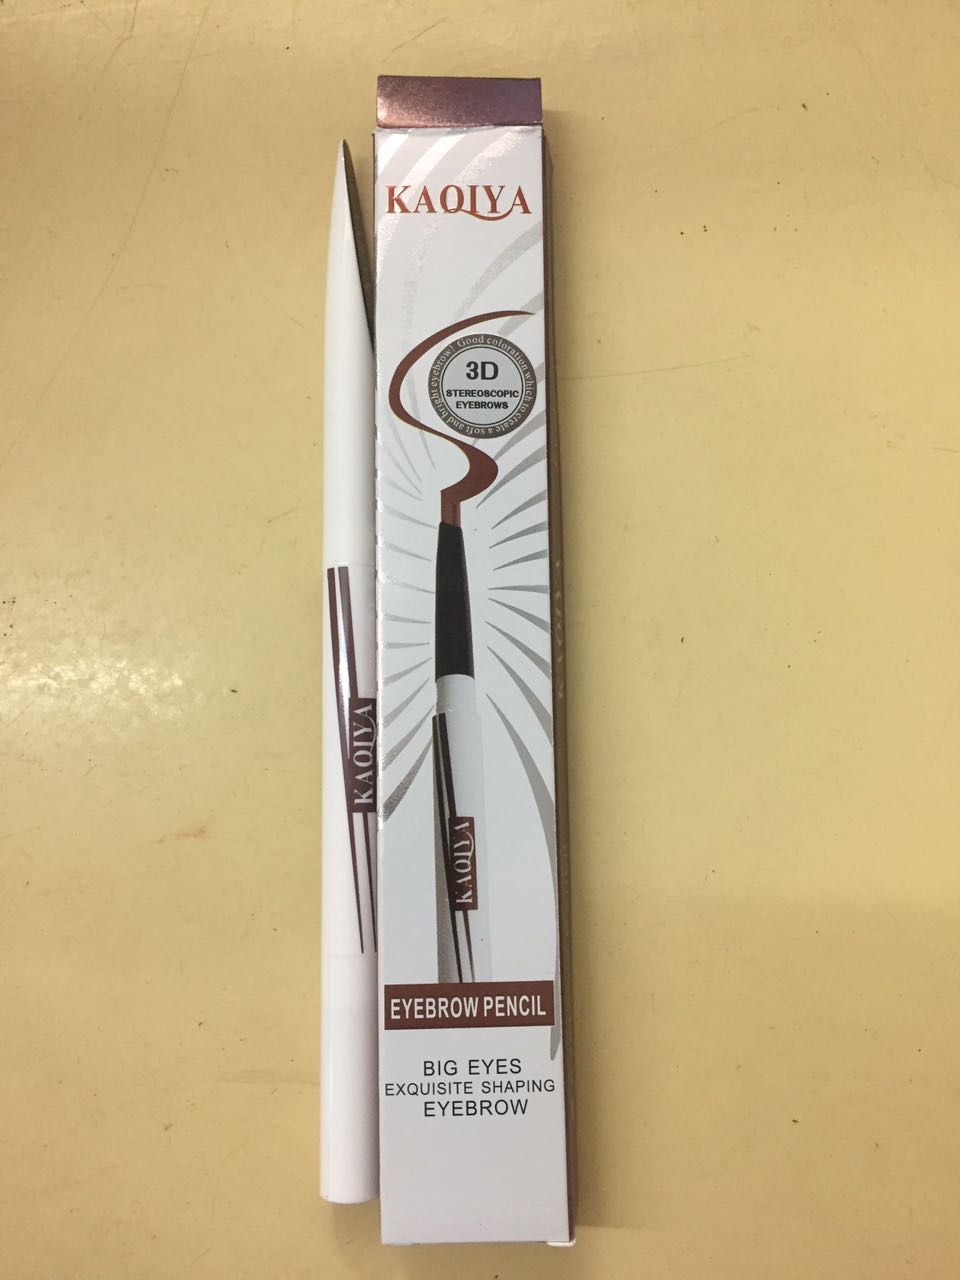 KAQIYA
Good coloration which to create a soft and bright eyebrow!
3D
STEREOSCOPIC
EYEBROWS
KAQIYA
KAQIYA
EYEBROW PENCIL
BIG EYES
EXQUISITE SHAPING
EYEBROW